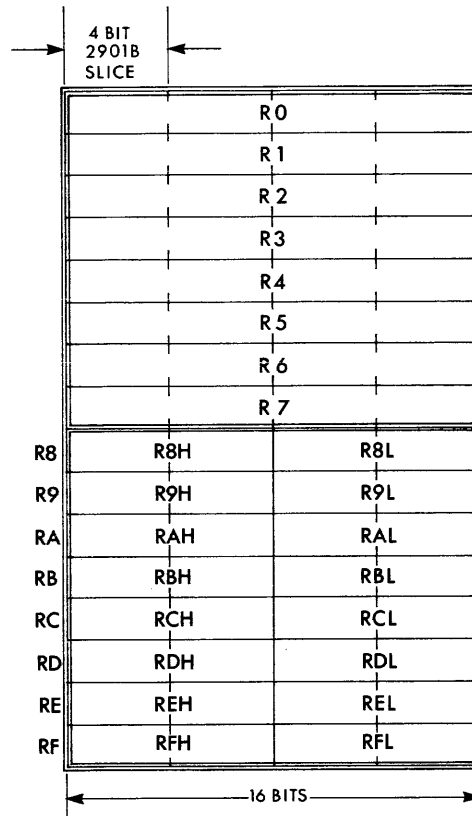 4 BIT
2901B
SLICE
R0
R1
R2
R3
R4
R5
R6
R7
R8 R8H R8L
R9 R9H R9L
RA RAH RAL
RB RBH RBL
RC RCH RCL
RD RDH RDL
RE REH REL
RF RFH RFL
16 BITS